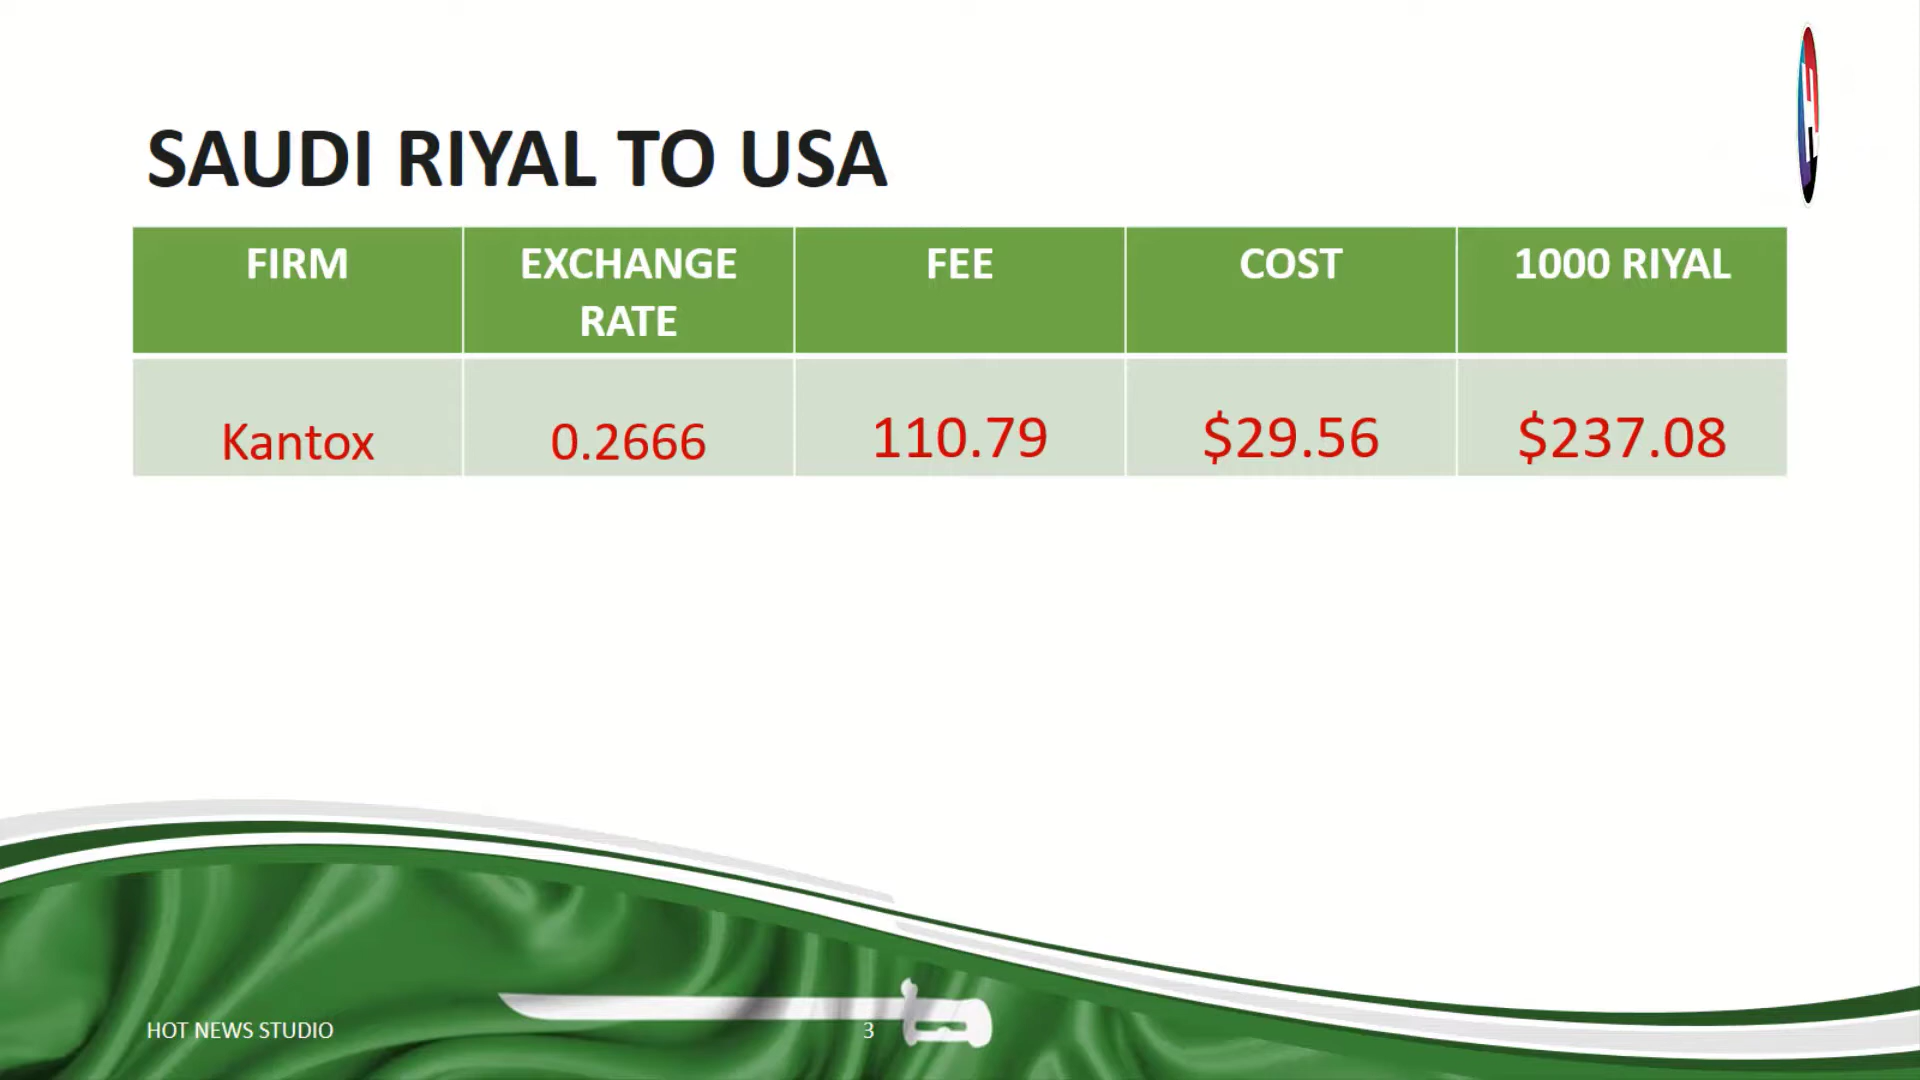 SAUDI RIYAL TO USA
FIRM
EXCHANGE
RATE
FEE
COST
1000 RIYAL
Kantox
0.2666
110.79
$29.56
$237.08
HOT NEWS STUDIO
3